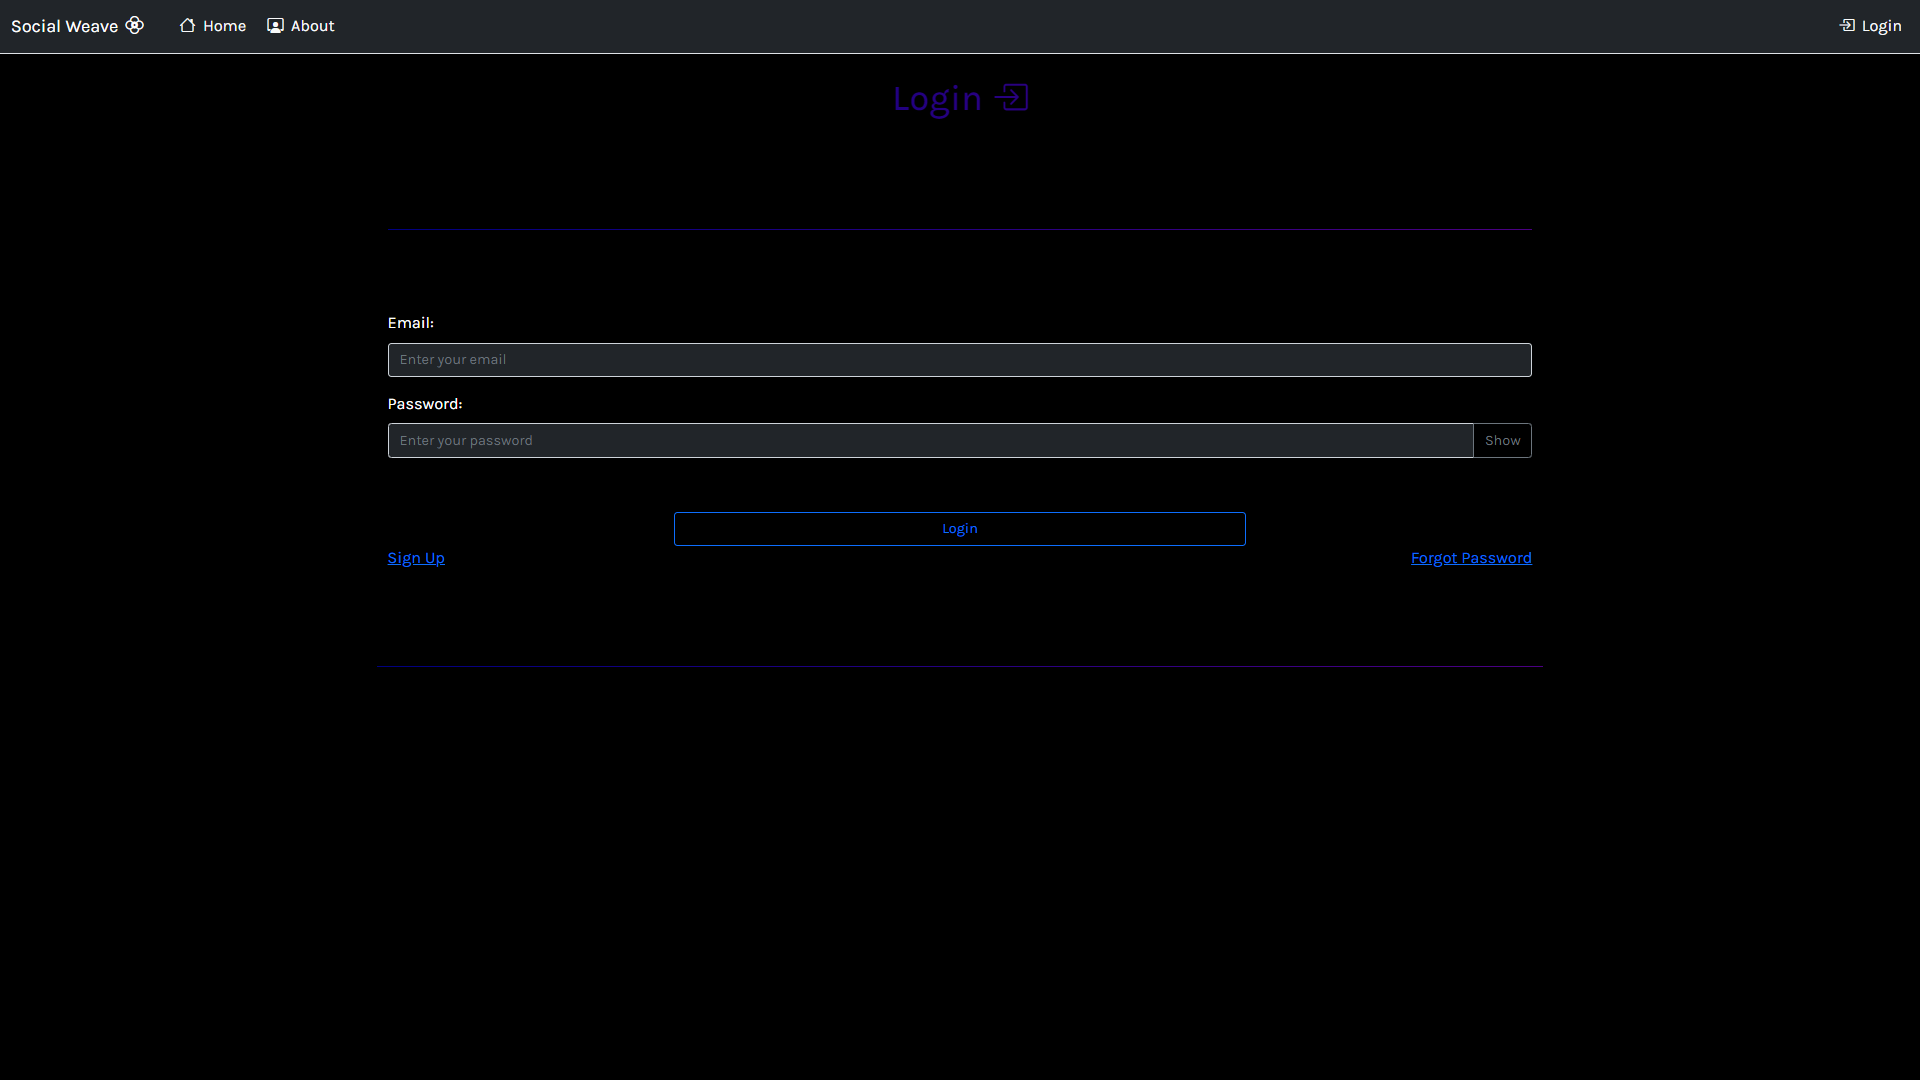 Social Weave Home About Login
Login
Email:
Enter your email
Password:
Enter your password Show
Login
Sign Up Forgot Password